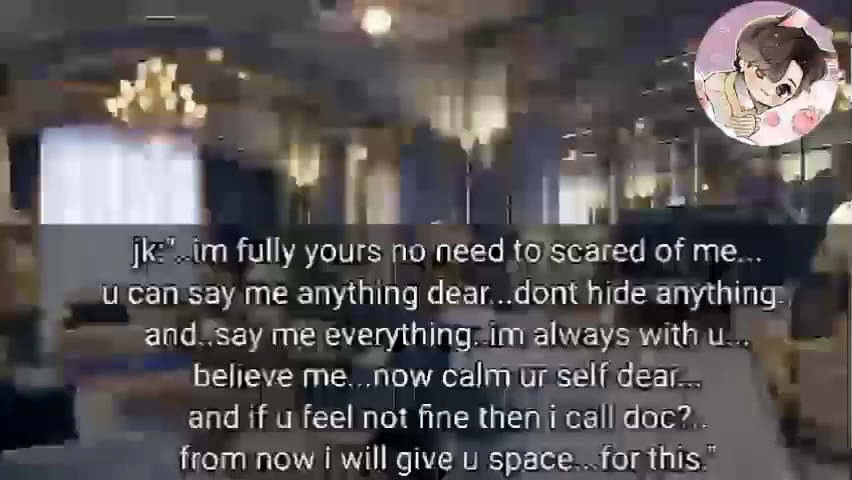 jk:"..im fully yours no need to scared of me...
u can say me anything dear...dont hide anything..
and..say me everything..im always with u...
believe me...now calm ur self dear...
and if u feel not fine then i call doc?..
from now i will give u space...for this."